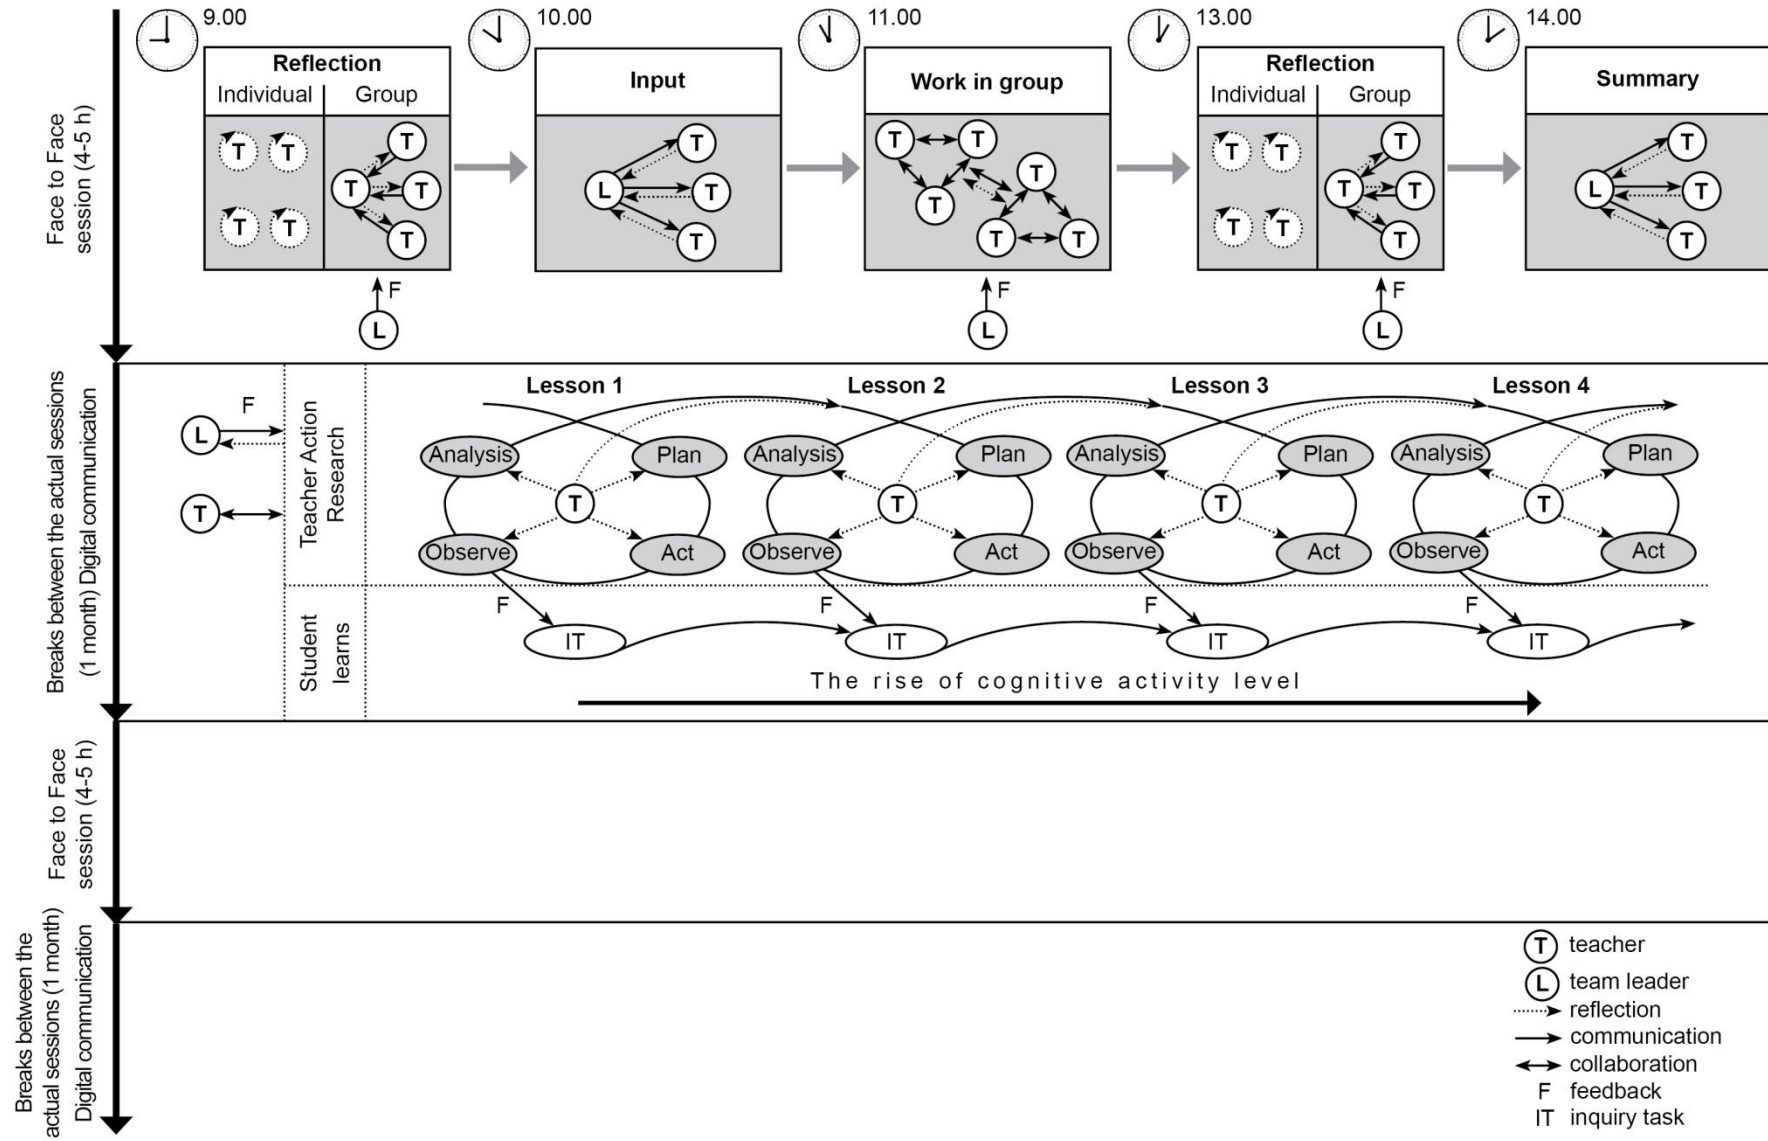 9.00
10.00
11.00
13.00
14.00
Face to Face
session (4-5 h)
Reflection
Individual
Group
T
T
T
T
T
T
T
T
F
L
Input
L
T
T
T
Work in group
T
T
T
T
T
T
F
L
Reflection
Individual
Group
T
T
T
T
T
T
T
T
F
L
Summary
L
T
T
T
Breaks between the actual sessions
(1 month) Digital communication
F
L
T
Teacher Action
Research
Lesson 1
Analysis
Plan
T
Observe
Act
Lesson 2
Analysis
Plan
T
Observe
Act
Lesson 3
Analysis
Plan
T
Observe
Act
Lesson 4
Analysis
Plan
T
Observe
Act
Student
learns
F
IT
F
IT
F
IT
F
IT
The rise of cognitive activity level
Face to Face
session (4-5 h)
Breaks between the
actual sessions (1 month)
Digital communication
T teacher
L team leader
reflection
communication
collaboration
F feedback
IT inquiry task